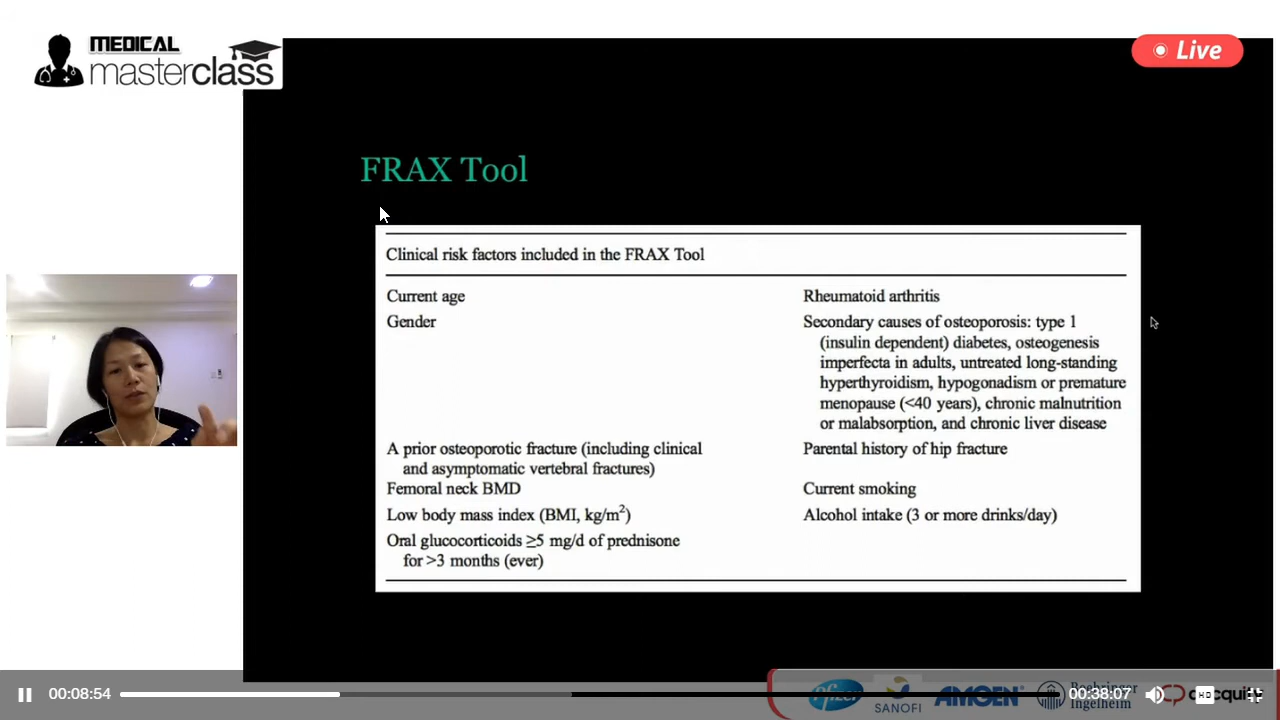 MEDICAL
masterclass
Live
FRAX Tool
Clinical risk factors included in the FRAX Tool
Current age
Gender
A prior osteoporotic fracture (including clinical
and asymptomatic vertebral fractures)
Femoral neck BMD
Low body mass index (BMI, kg/m²)
Oral glucocorticoids ≥5 mg/d of prednisone
for >3 months (ever)
Rheumatoid arthritis
Secondary causes of osteoporosis: type 1
(insulin dependent) diabetes, osteogenesis
imperfecta in adults, untreated long-standing
hyperthyroidism, hypogonadism or premature
menopause (<40 years), chronic malnutrition
or malabsorption, and chronic liver disease
Parental history of hip fracture
Current smoking
Alcohol intake (3 or more drinks/day)
00:08:54
Pfizer
SANOFI
AMGEN
Boehringer
Ingelheim
00:38:07
HD